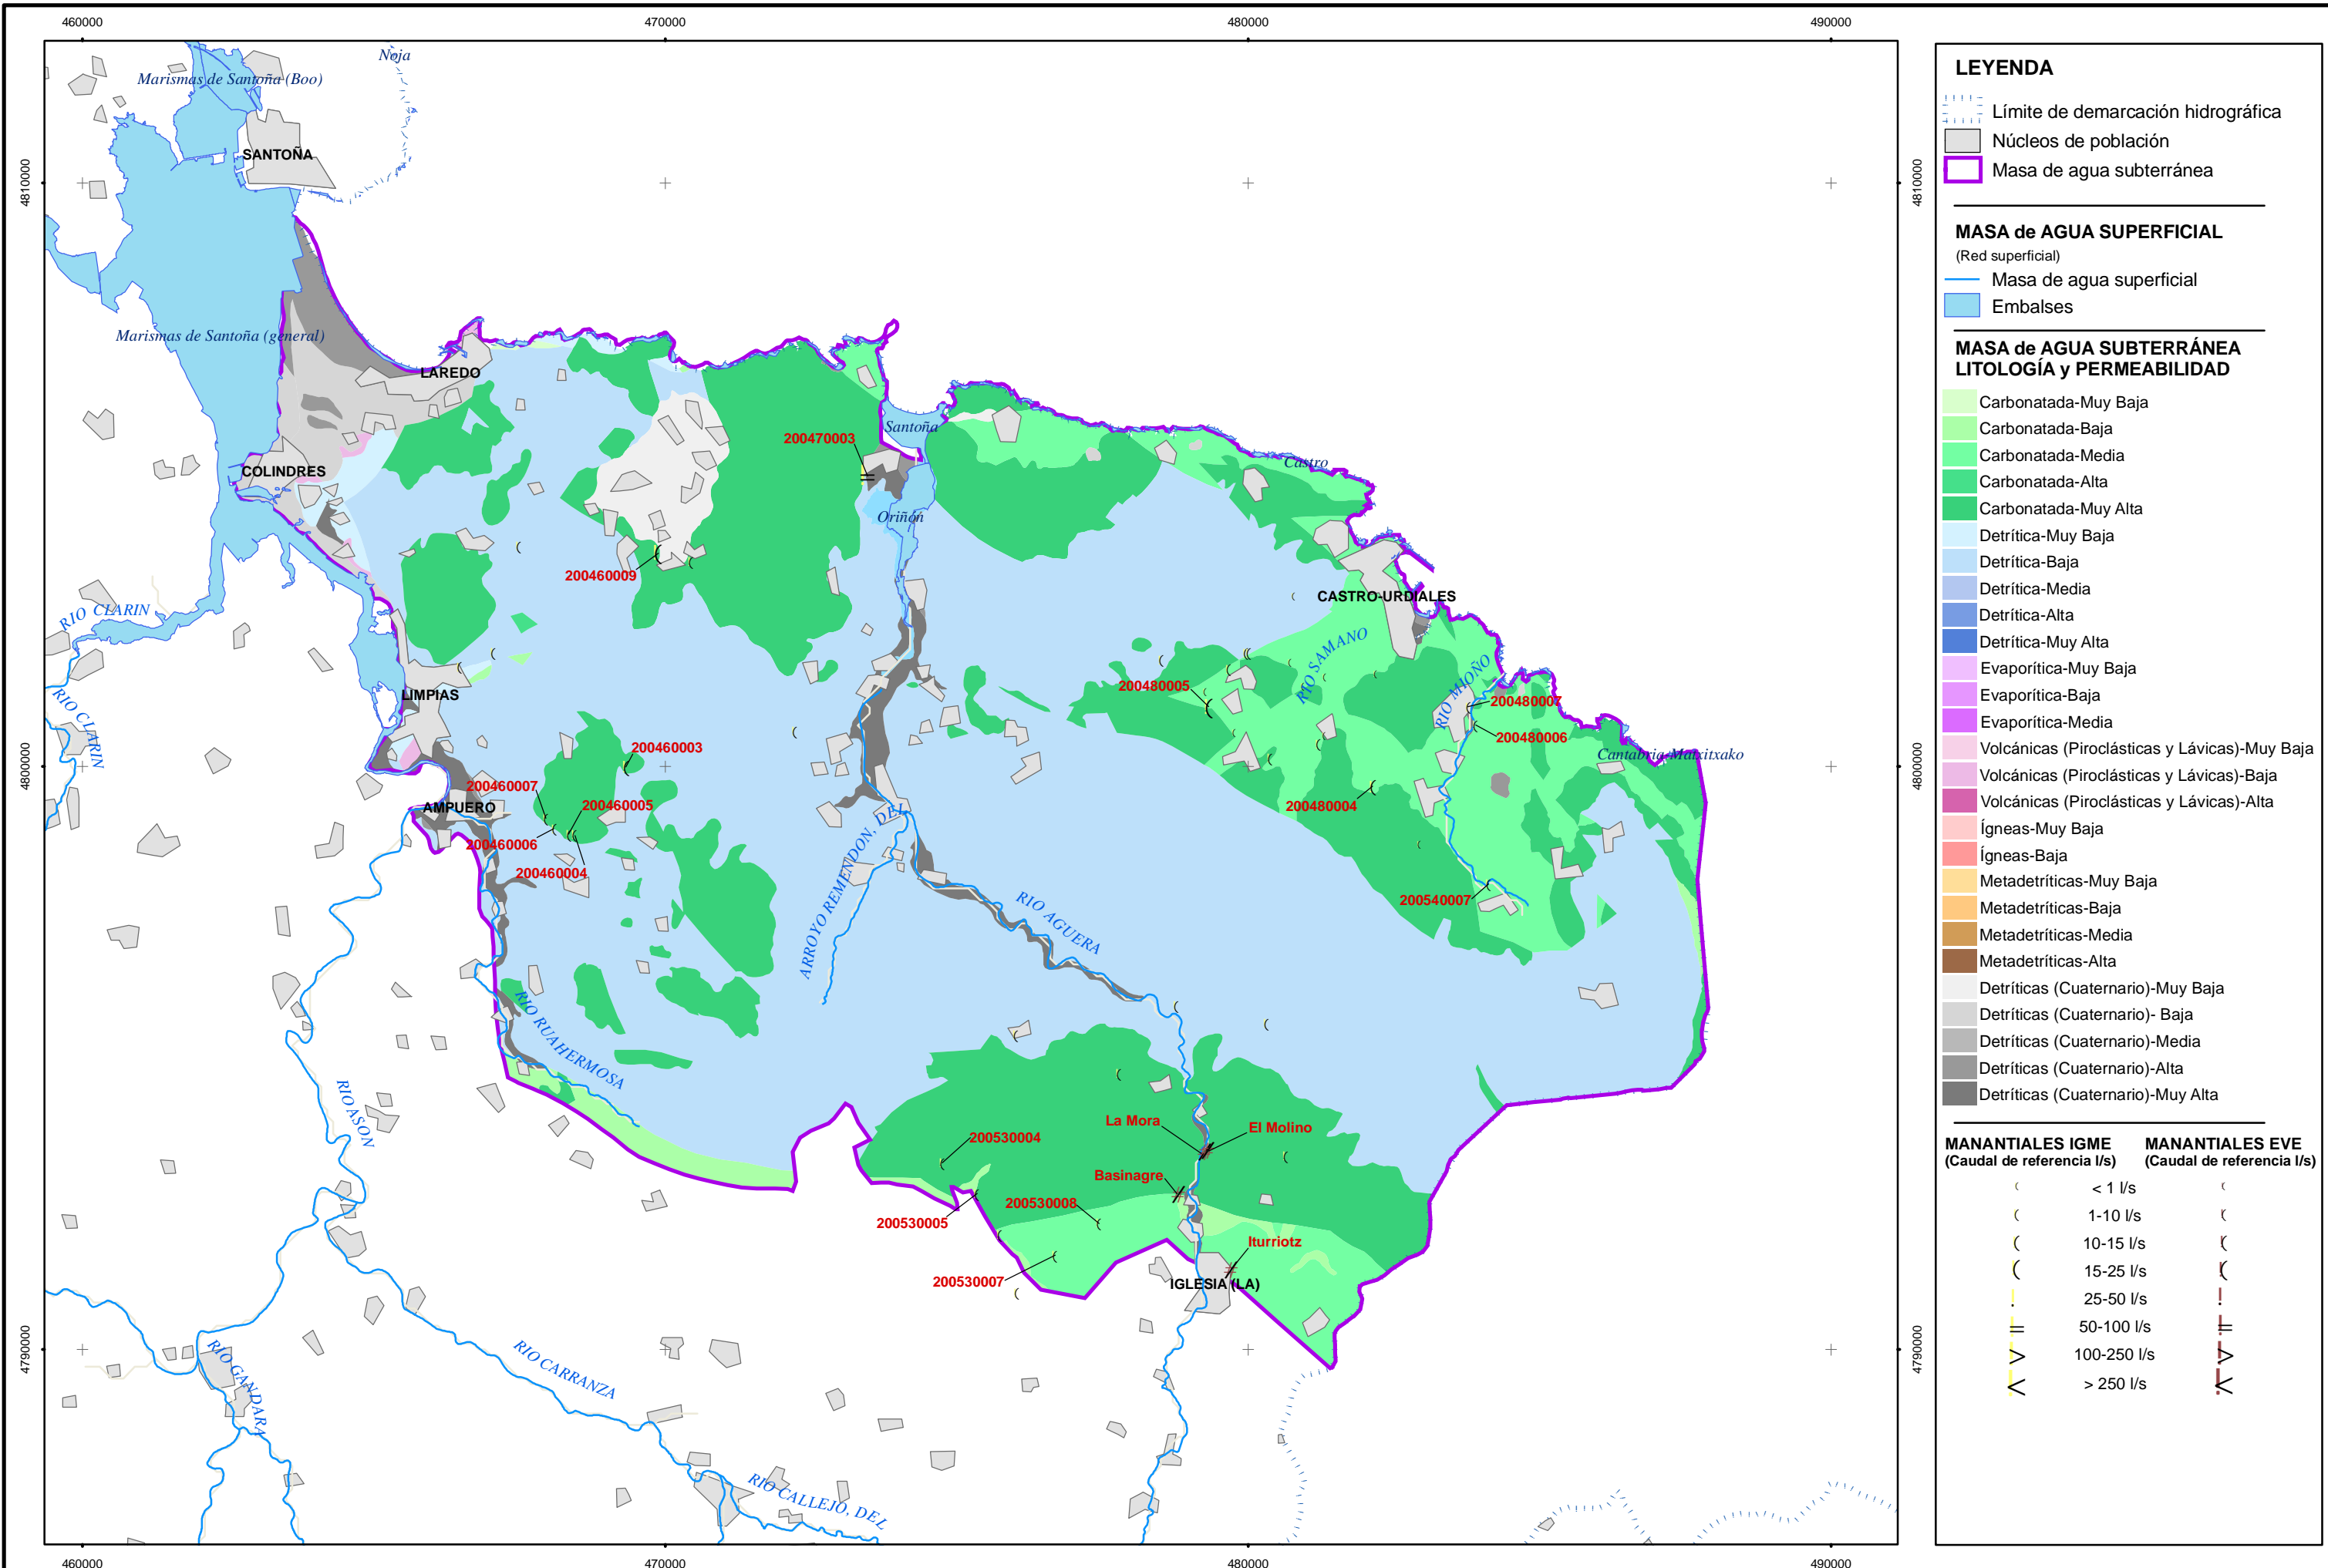 460000
470000
480000
490000
Noja
Marismas de Santoña (Boo)
SANTOÑA
4810000
4810000
Marismas de Santoña (general)
LAREDO
COLINDRES
200470003
Santoña
Castro
Oriñón
200460009
RIO CLARIN
CASTRO-URDIALES
RIO SAMANO
RIO MIOÑO
RIO CLARIN
LIMPIAS
200480005
200480007
200480006
200460003
Cantabria-Matxitxako
4800000
4800000
200460007
200460005
AMPUERO
200480004
200460006
200460004
ARROYO REMENDON, DEL
200540007
RIO AGUERA
RIO RUAHERMOSA
RIO ASON
La Mora
El Molino
200530004
Basinagre
200530008
200530005
Iturriotz
200530007
IGLESIA (LA)
4790000
4790000
RIO GANDARA
RIO CARRANZA
RIO CALLEJO, DEL
460000
470000
480000
490000
LEYENDA
Límite de demarcación hidrográfica
Núcleos de población
Masa de agua subterránea
MASA de AGUA SUPERFICIAL
(Red superficial)
Masa de agua superficial
Embalses
MASA de AGUA SUBTERRÁNEA
LITOLOGÍA y PERMEABILIDAD
Carbonatada-Muy Baja
Carbonatada-Baja
Carbonatada-Media
Carbonatada-Alta
Carbonatada-Muy Alta
Detrítica-Muy Baja
Detrítica-Baja
Detrítica-Media
Detrítica-Alta
Detrítica-Muy Alta
Evaporítica-Muy Baja
Evaporítica-Baja
Evaporítica-Media
Volcánicas (Piroclásticas y Lávicas)-Muy Baja
Volcánicas (Piroclásticas y Lávicas)-Baja
Volcánicas (Piroclásticas y Lávicas)-Alta
Ígneas-Muy Baja
Ígneas-Baja
Metadetríticas-Muy Baja
Metadetríticas-Baja
Metadetríticas-Media
Metadetríticas-Alta
Detríticas (Cuaternario)-Muy Baja
Detríticas (Cuaternario)- Baja
Detríticas (Cuaternario)-Media
Detríticas (Cuaternario)-Alta
Detríticas (Cuaternario)-Muy Alta
MANANTIALES IGME MANANTIALES EVE
(Caudal de referencia l/s) (Caudal de referencia l/s)
< 1 l/s
1-10 l/s
10-15 l/s
15-25 l/s
25-50 l/s
50-100 l/s
100-250 l/s
> 250 l/s